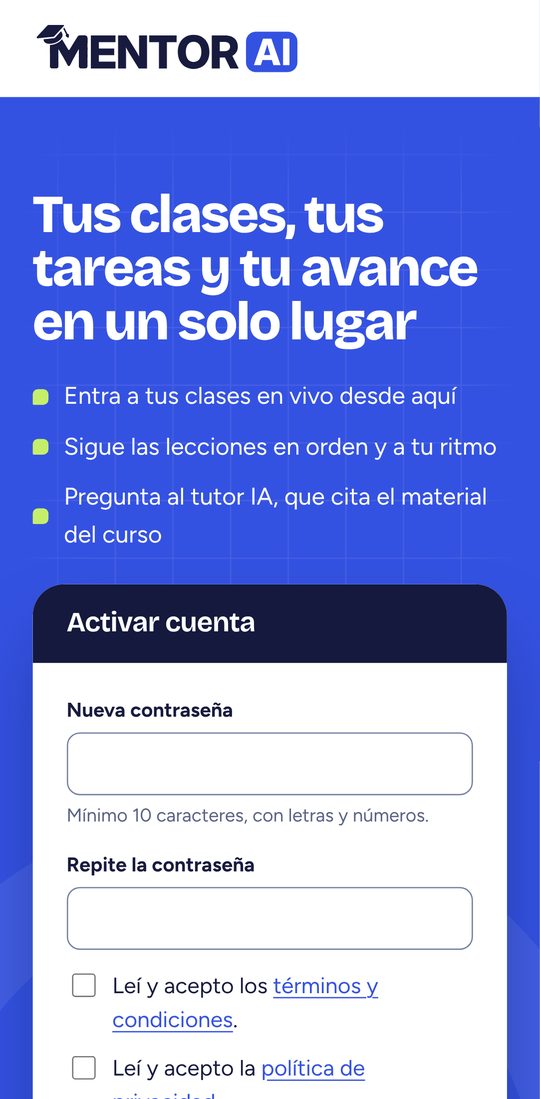 MENTOR AI
Tus clases, tus
tareas y tu avance
en un solo lugar
Entra a tus clases en vivo desde aquí
Sigue las lecciones en orden y a tu ritmo
Pregunta al tutor IA, que cita el material
del curso
Activar cuenta
Nueva contraseña
Mínimo 10 caracteres, con letras y números.
Repite la contraseña
Leí y acepto los términos y
condiciones.
Leí y acepto la política de